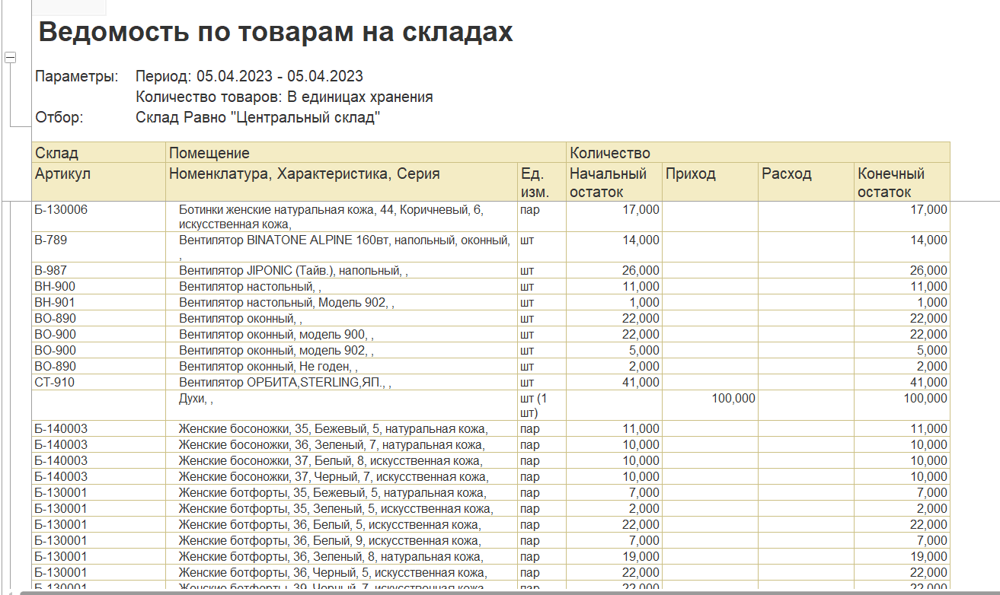 Ведомость по товарам на складах
Параметры: Период: 05.04.2023 - 05.04.2023
Количество товаров: В единицах хранения
Отбор: Склад Равно "Центральный склад"
Склад Помещение Количество
Артикул Номенклатура, Характеристика, Серия Ед. Начальный Приход Расход Конечный
изм. остаток остаток
Б-130006 Ботинки женские натуральная кожа, 44, Коричневый, 6, пар 17,000 17,000
искусственная кожа,
В-789 Вентилятор BINATONE ALPINE 160вт, напольный, оконный, шт 14,000 14,000
,
В-987 Вентилятор JIPONIC (Тайв.), напольный, , шт 26,000 26,000
ВН-900 Вентилятор настольный, , шт 11,000 11,000
ВН-901 Вентилятор настольный, Модель 902, , шт 1,000 1,000
ВО-890 Вентилятор оконный, , шт 22,000 22,000
ВО-900 Вентилятор оконный, модель 900, , шт 22,000 22,000
ВО-900 Вентилятор оконный, модель 902, , шт 5,000 5,000
ВО-890 Вентилятор оконный, Не годен, , шт 2,000 2,000
СТ-910 Вентилятор ОРБИТА,STERLING,ЯП., , шт 41,000 41,000
Духи, , шт (1 100,000 100,000
шт)
Б-140003 Женские босоножки, 35, Бежевый, 5, натуральная кожа, пар 11,000 11,000
Б-140003 Женские босоножки, 36, Зеленый, 7, натуральная кожа, пар 10,000 10,000
Б-140003 Женские босоножки, 37, Белый, 8, искусственная кожа, пар 10,000 10,000
Б-140003 Женские босоножки, 37, Черный, 7, искусственная кожа, пар 10,000 10,000
Б-130001 Женские ботфорты, 35, Бежевый, 5, натуральная кожа, пар 7,000 7,000
Б-130001 Женские ботфорты, 35, Зеленый, 5, искусственная кожа, пар 2,000 2,000
Б-130001 Женские ботфорты, 36, Белый, 5, искусственная кожа, пар 22,000 22,000
Б-130001 Женские ботфорты, 36, Белый, 9, искусственная кожа, пар 7,000 7,000
Б-130001 Женские ботфорты, 36, Зеленый, 8, натуральная кожа, пар 19,000 19,000
Б-130001 Женские ботфорты, 36, Черный, 5, искусственная кожа, пар 22,000 22,000
Б-130001 Женские ботфорты, 39, Черный, 7, искусственная кожа, пар 22,000 22,000